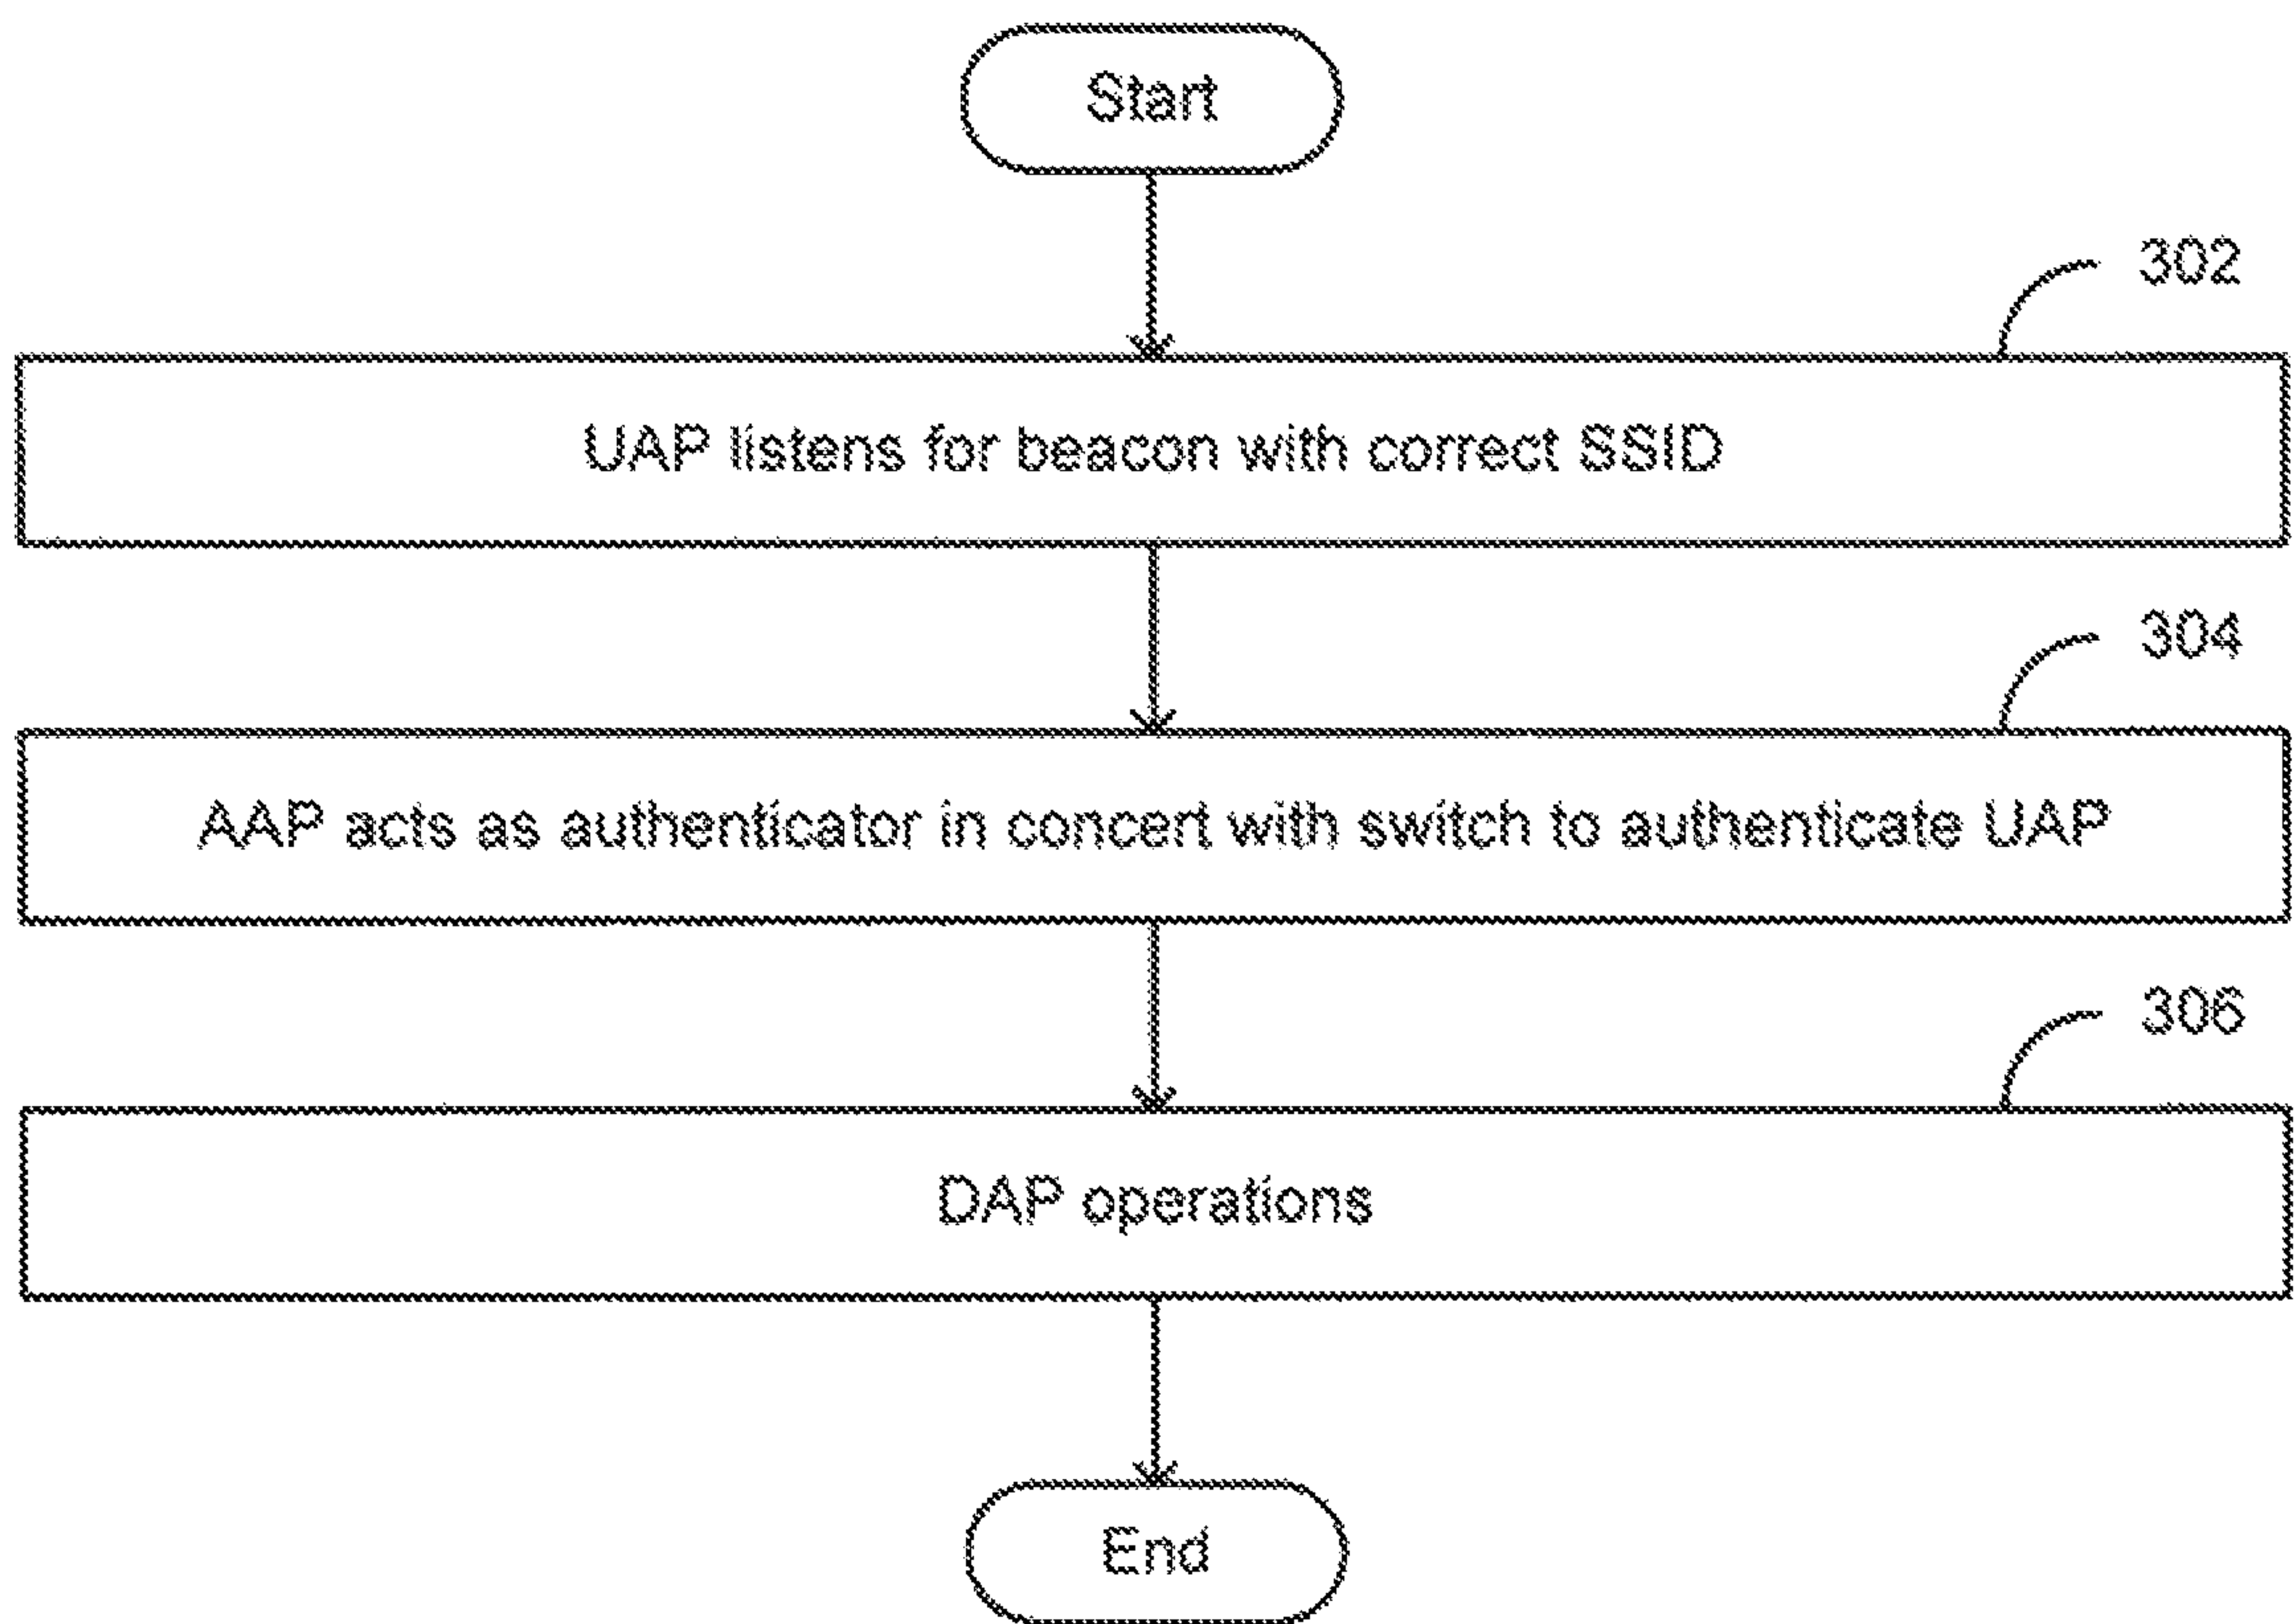 Start
302
UAP listens for beacon with correct SSID
304
AAP acts as authenticator in concert with switch to authenticate UAP
306
DAP operations
End